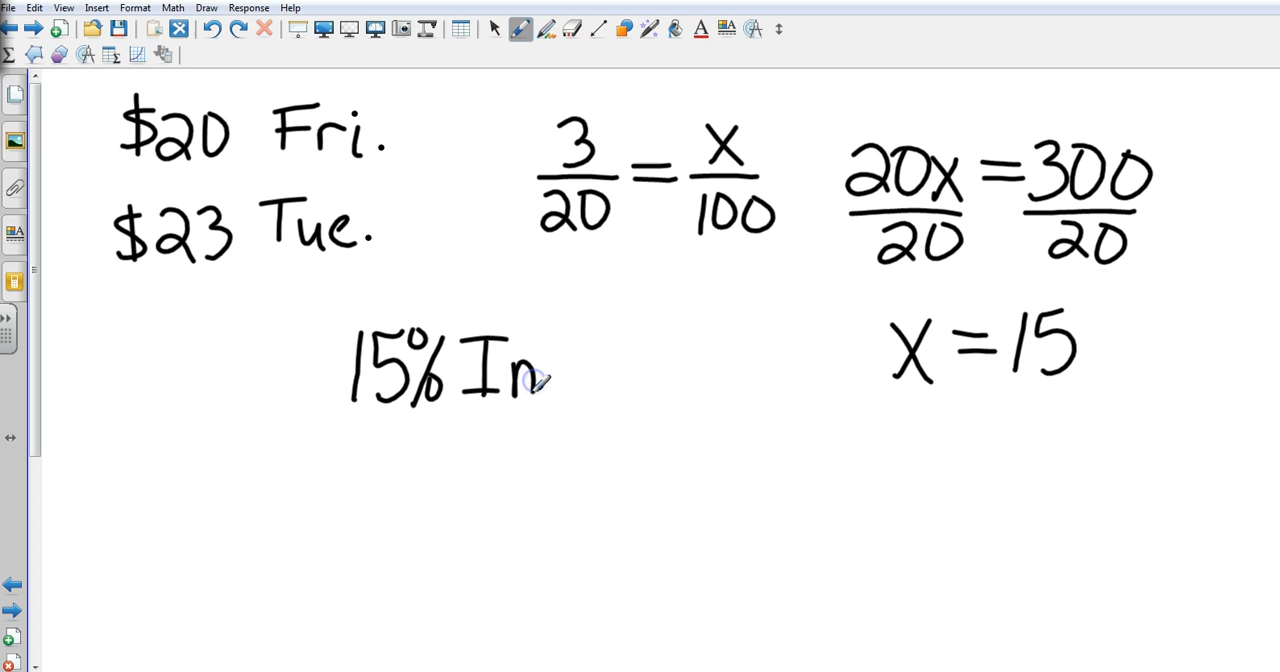 File Edit View Insert Format Math Draw Response Help
$20 Fri.
$23 Tue.
3/20 = x/100
20x/20 = 300/20
x = 15
15% In